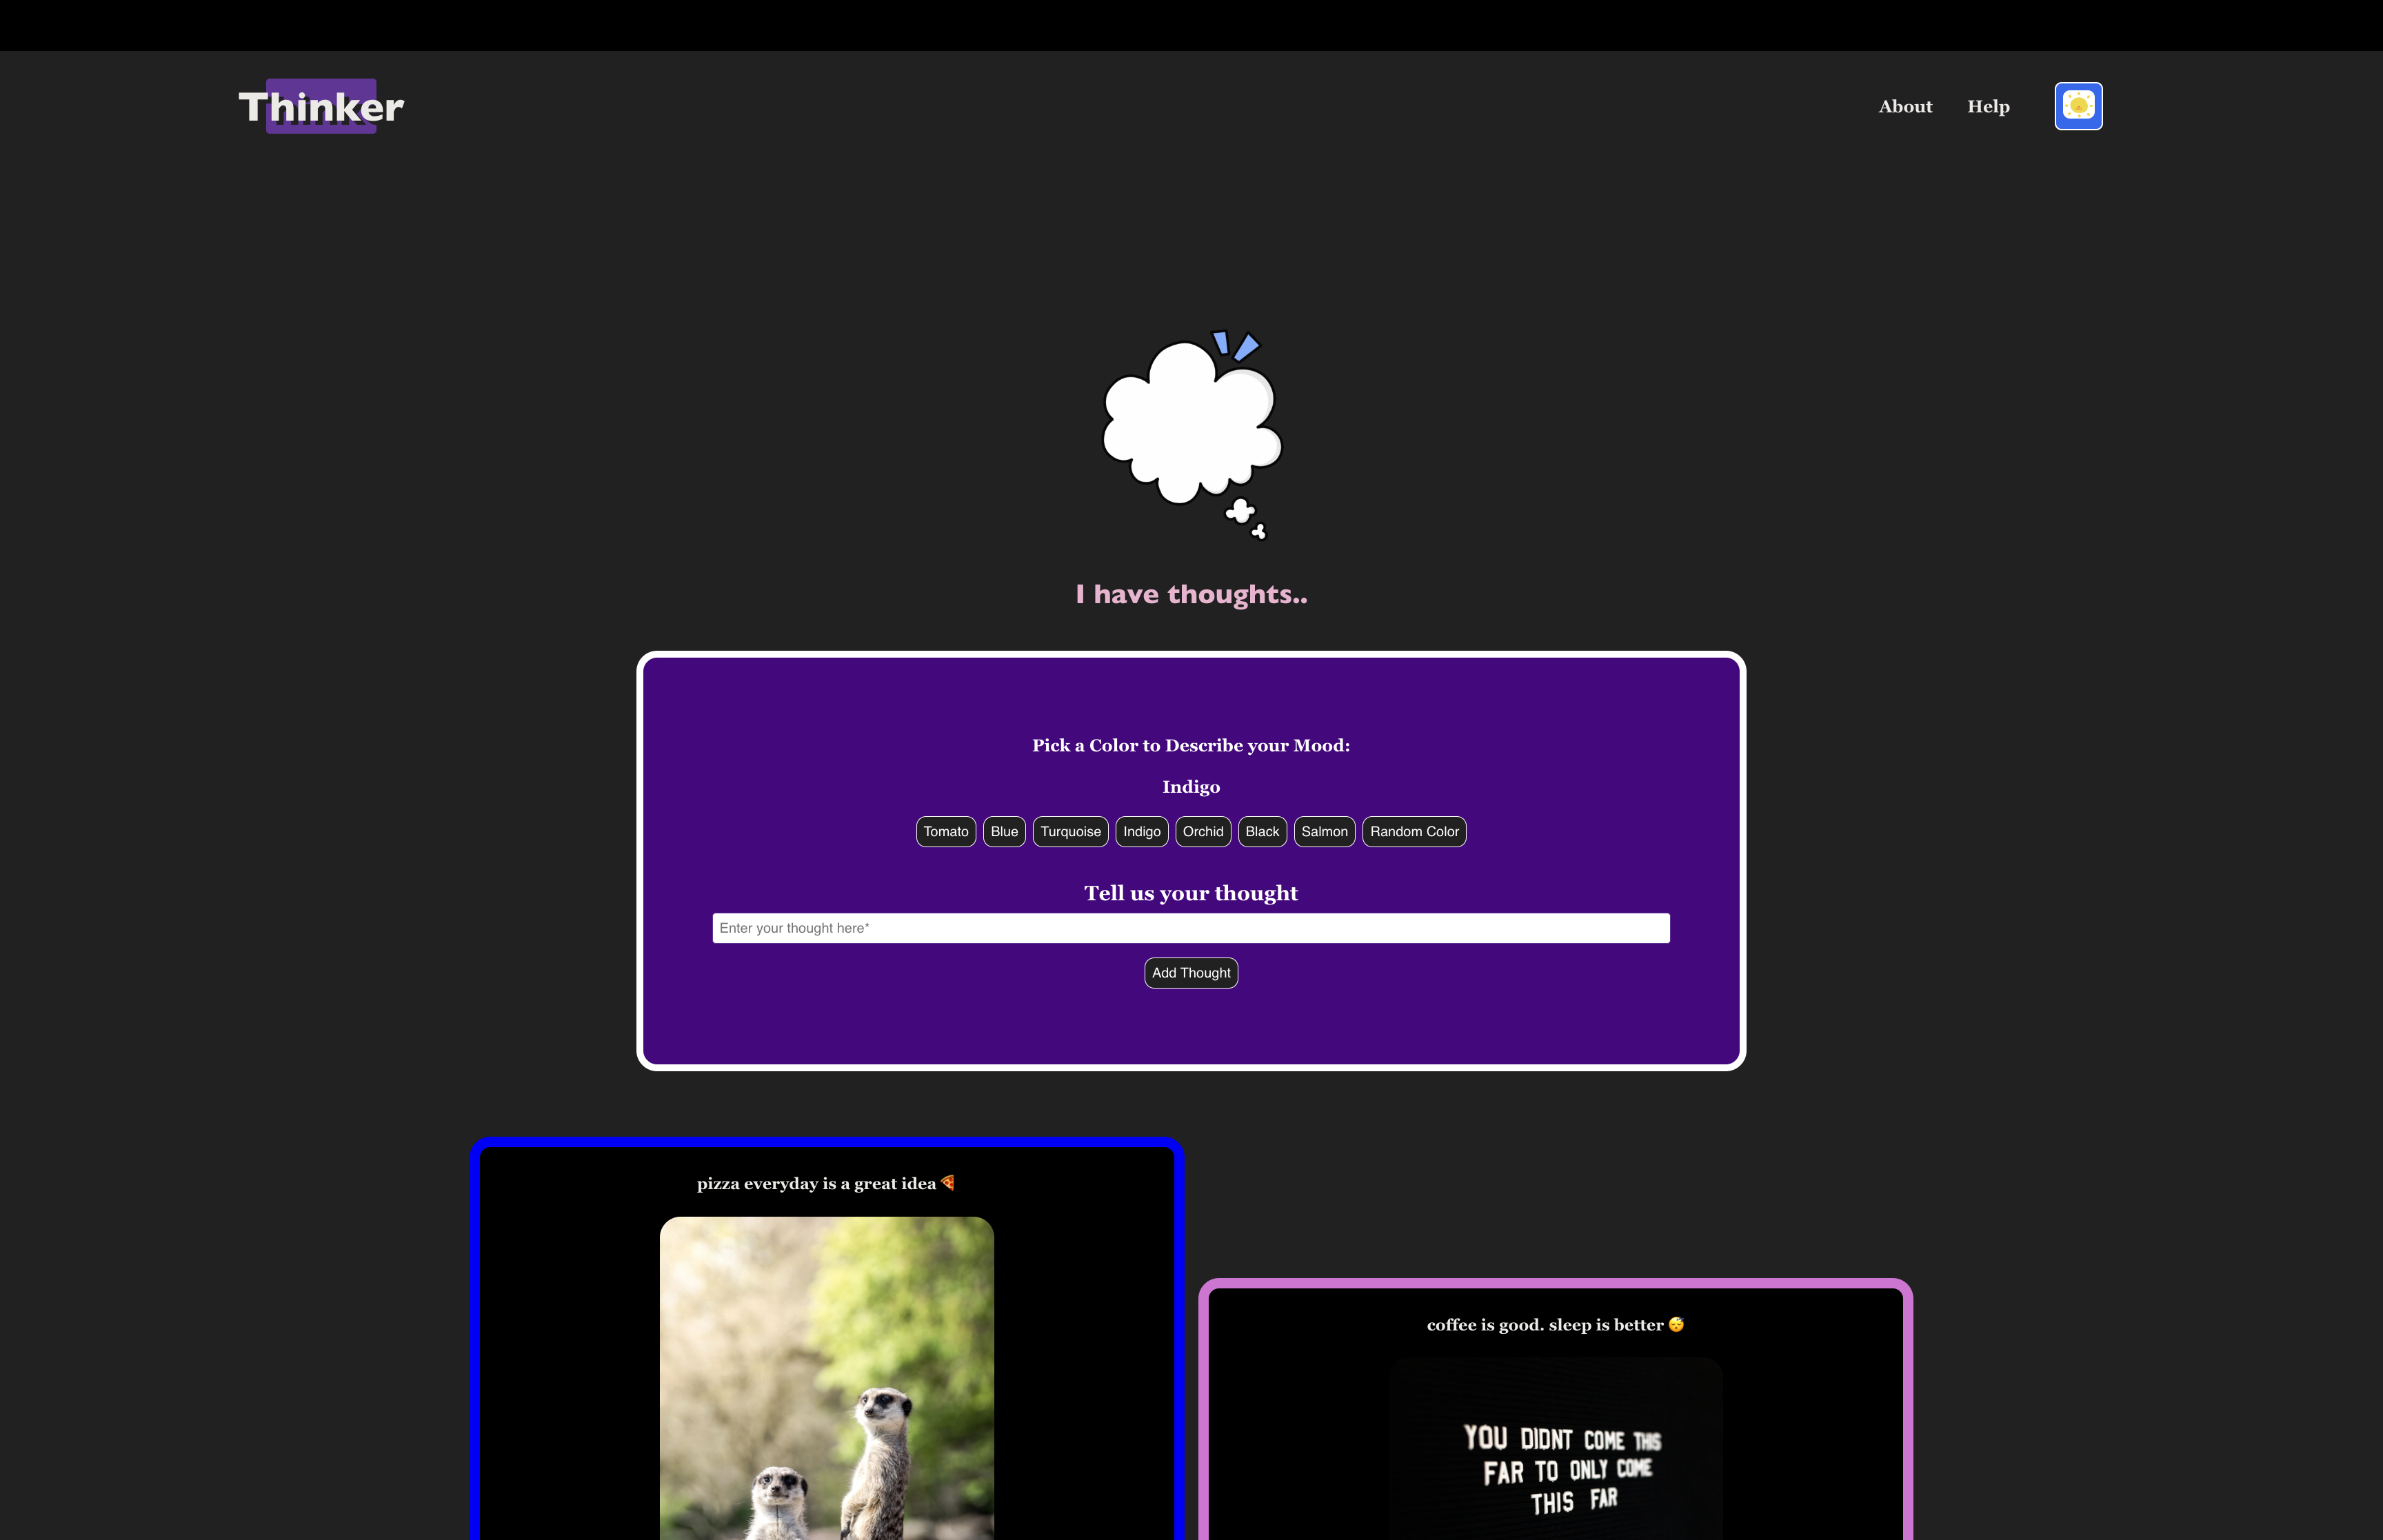 Thinker
About Help
I have thoughts..
Pick a Color to Describe your Mood:
Indigo
Tomato Blue Turquoise Indigo Orchid Black Salmon Random Color
Tell us your thought
Enter your thought here*
Add Thought
pizza everyday is a great idea 🍕
coffee is good. sleep is better 😴
YOU DIDNT COME THIS
FAR TO ONLY COME
THIS FAR